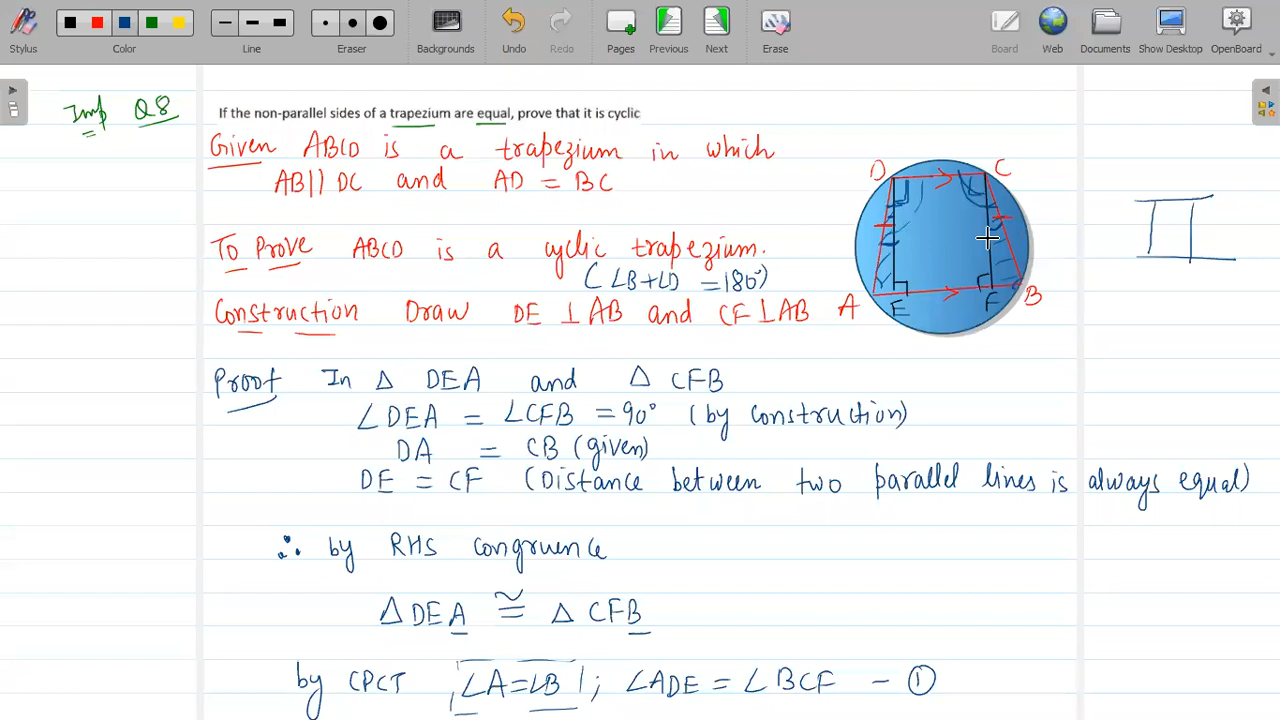 Stylus Color Line Eraser Backgrounds Undo Redo Pages Previous Next Erase Board Web Documents Show Desktop OpenBoard
Imp Q8
If the non-parallel sides of a trapezium are equal, prove that it is cyclic
Given ABCD is a trapezium in which
AB||DC and AD = BC
D C
To Prove ABCD is a cyclic trapezium.
(∠B+∠D =180°)
Construction Draw DE ⊥AB and CF⊥AB
A E F B
Proof In Δ DEA and Δ CFB
∠DEA = ∠CFB = 90° (by construction)
DA = CB (given)
DE = CF (Distance between two parallel lines is always equal)
∴ by RHS congruence
ΔDEA ≅ Δ CFB
by CPCT ∠A=∠B ; ∠ADE = ∠BCF - ①